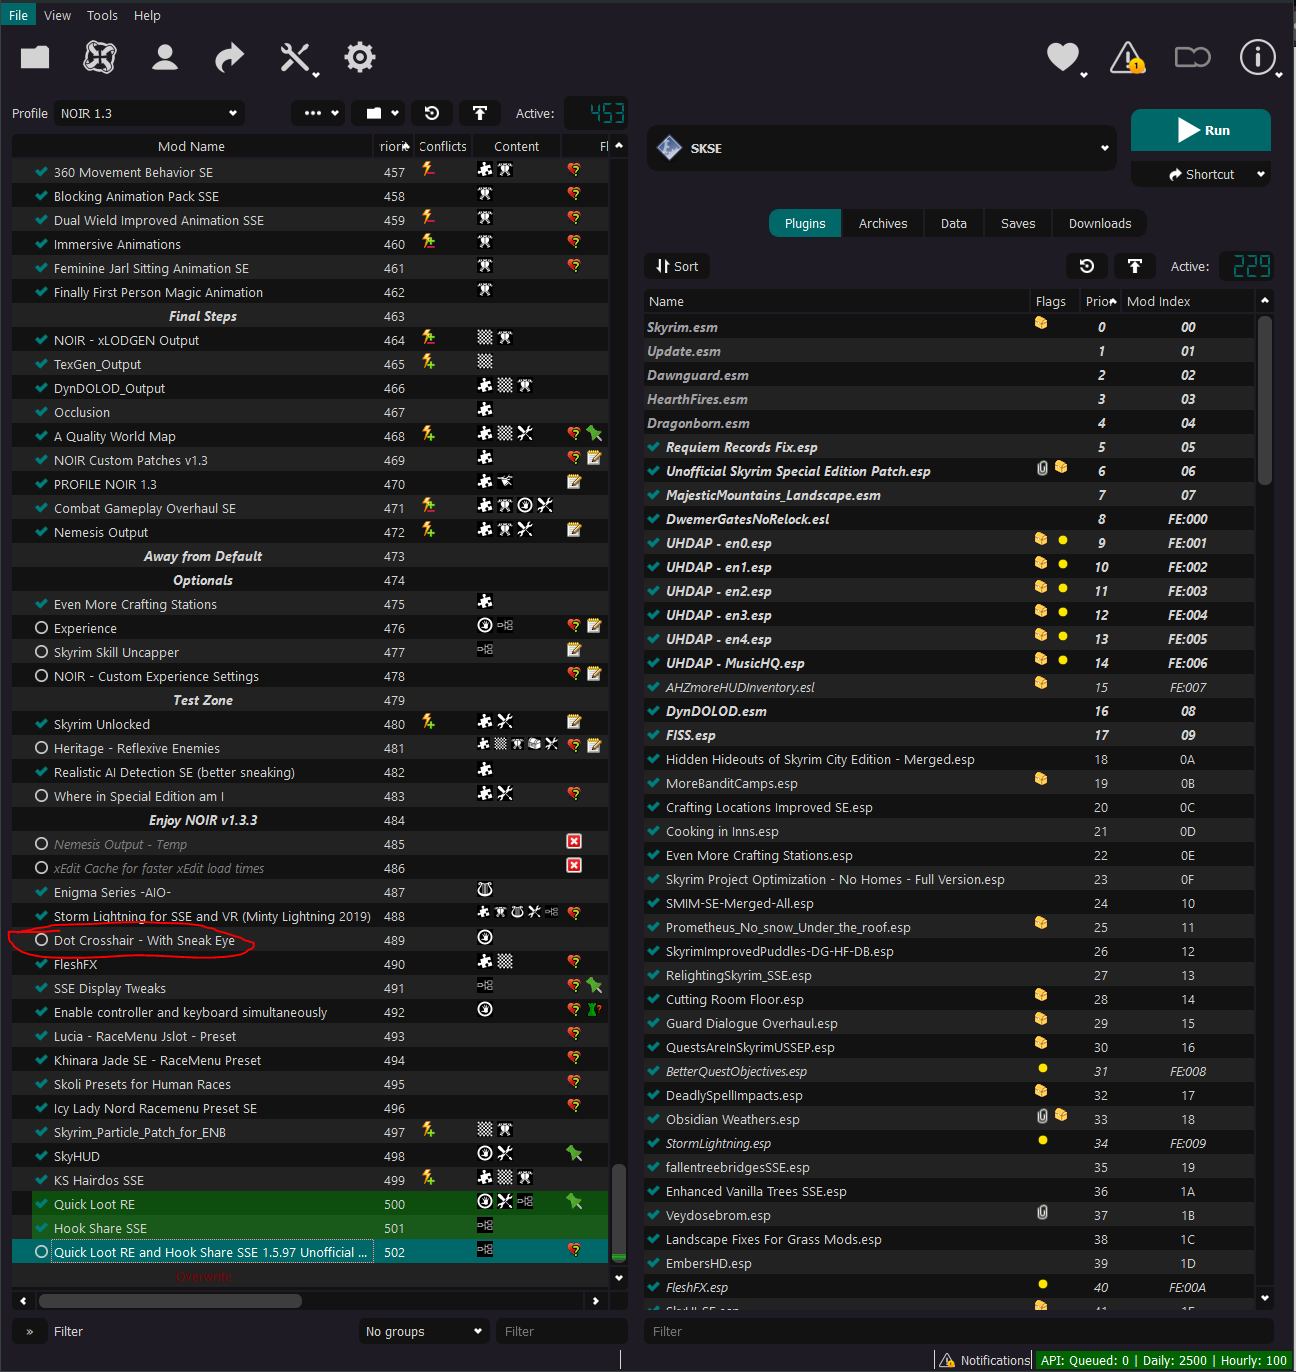 File View Tools Help
Profile NOIR 1.3 Active: 453
SKSE
Run
Shortcut
Mod Name riori Conflicts Content Fl
360 Movement Behavior SE 457
Blocking Animation Pack SSE 458
Dual Wield Improved Animation SSE 459
Immersive Animations 460
Feminine Jarl Sitting Animation SE 461
Finally First Person Magic Animation 462
Final Steps 463
NOIR - xLODGEN Output 464
TexGen_Output 465
DynDOLOD_Output 466
Occlusion 467
A Quality World Map 468
NOIR Custom Patches v1.3 469
PROFILE NOIR 1.3 470
Combat Gameplay Overhaul SE 471
Nemesis Output 472
Away from Default 473
Optionals 474
Even More Crafting Stations 475
Experience 476
Skyrim Skill Uncapper 477
NOIR - Custom Experience Settings 478
Test Zone 479
Skyrim Unlocked 480
Heritage - Reflexive Enemies 481
Realistic AI Detection SE (better sneaking) 482
Where in Special Edition am I 483
Enjoy NOIR v1.3.3 484
Nemesis Output - Temp 485
xEdit Cache for faster xEdit load times 486
Enigma Series -AIO- 487
Storm Lightning for SSE and VR (Minty Lightning 2019) 488
Dot Crosshair - With Sneak Eye 489
FleshFX 490
SSE Display Tweaks 491
Enable controller and keyboard simultaneously 492
Lucia - RaceMenu Jslot - Preset 493
Khinara Jade SE - RaceMenu Preset 494
Skoli Presets for Human Races 495
Icy Lady Nord Racemenu Preset SE 496
Skyrim_Particle_Patch_for_ENB 497
SkyHUD 498
KS Hairdos SSE 499
Quick Loot RE 500
Hook Share SSE 501
Quick Loot RE and Hook Share SSE 1.5.97 Unofficial ... 502
Overwrite
» Filter No groups Filter
Plugins Archives Data Saves Downloads
Sort Active: 229
Name Flags Prio Mod Index
Skyrim.esm 0 00
Update.esm 1 01
Dawnguard.esm 2 02
HearthFires.esm 3 03
Dragonborn.esm 4 04
Requiem Records Fix.esp 5 05
Unofficial Skyrim Special Edition Patch.esp 6 06
MajesticMountains_Landscape.esm 7 07
DwemerGatesNoRelock.esl 8 FE:000
UHDAP - en0.esp 9 FE:001
UHDAP - en1.esp 10 FE:002
UHDAP - en2.esp 11 FE:003
UHDAP - en3.esp 12 FE:004
UHDAP - en4.esp 13 FE:005
UHDAP - MusicHQ.esp 14 FE:006
AHZmoreHUDInventory.esl 15 FE:007
DynDOLOD.esm 16 08
FISS.esp 17 09
Hidden Hideouts of Skyrim City Edition - Merged.esp 18 0A
MoreBanditCamps.esp 19 0B
Crafting Locations Improved SE.esp 20 0C
Cooking in Inns.esp 21 0D
Even More Crafting Stations.esp 22 0E
Skyrim Project Optimization - No Homes - Full Version.esp 23 0F
SMIM-SE-Merged-All.esp 24 10
Prometheus_No_snow_Under_the_roof.esp 25 11
SkyrimImprovedPuddles-DG-HF-DB.esp 26 12
RelightingSkyrim_SSE.esp 27 13
Cutting Room Floor.esp 28 14
Guard Dialogue Overhaul.esp 29 15
QuestsAreInSkyrimUSSEP.esp 30 16
BetterQuestObjectives.esp 31 FE:008
DeadlySpellImpacts.esp 32 17
Obsidian Weathers.esp 33 18
StormLightning.esp 34 FE:009
fallentreebridgesSSE.esp 35 19
Enhanced Vanilla Trees SSE.esp 36 1A
Veydosebrom.esp 37 1B
Landscape Fixes For Grass Mods.esp 38 1C
EmbersHD.esp 39 1D
FleshFX.esp 40 FE:00A
Filter
Notifications API: Queued: 0 | Daily: 2500 | Hourly: 100